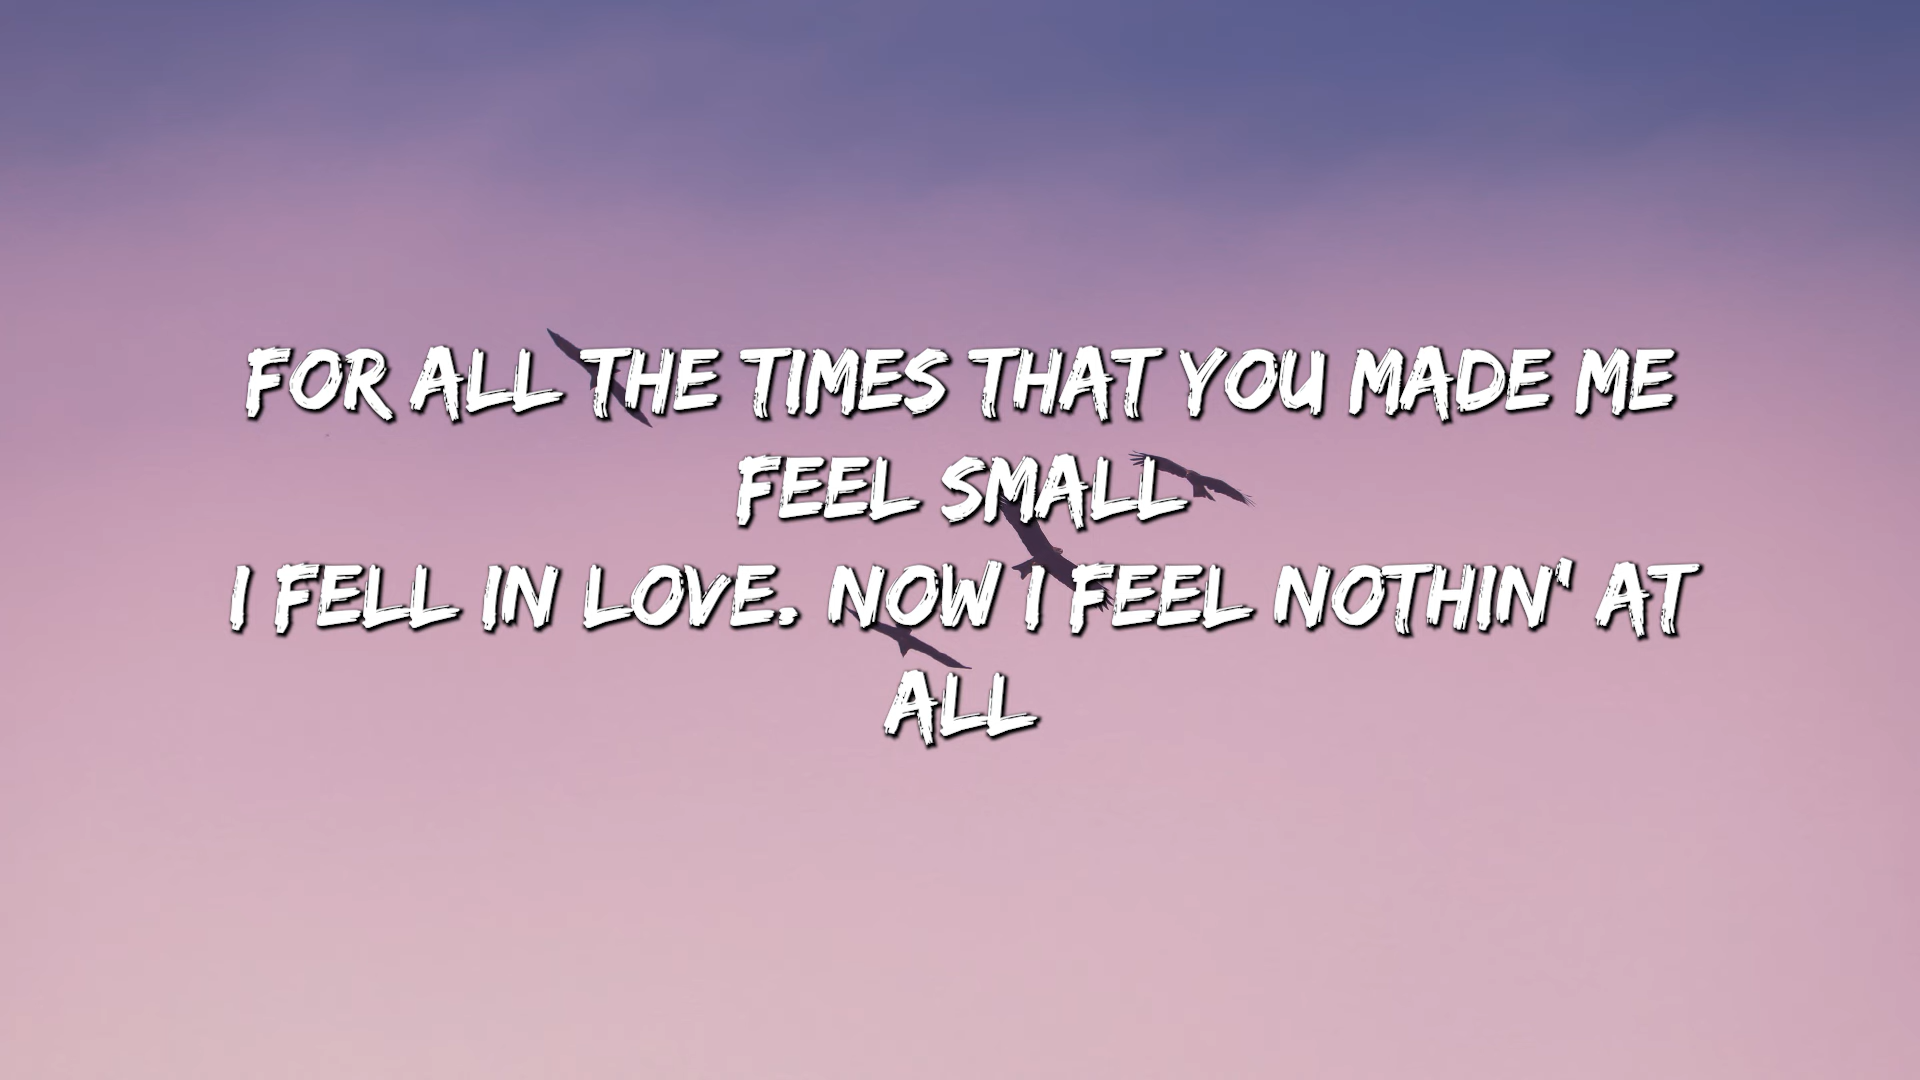 FOR ALL THE TIMES THAT YOU MADE ME
FEEL SMALL
I FELL IN LOVE. NOW I FEEL NOTHIN' AT
ALL